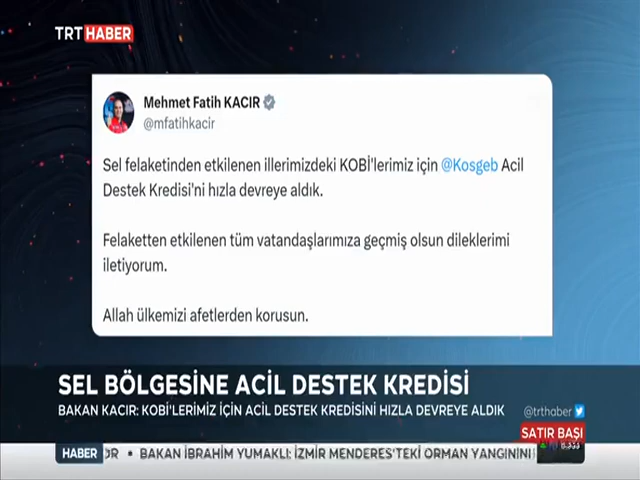 TRT HABER
Mehmet Fatih KACIR
@mfatihkacir
Sel felaketinden etkilenen illerimizdeki KOBİ'lerimiz için @Kosgeb Acil
Destek Kredisi'ni hızla devreye aldık.
Felaketten etkilenen tüm vatandaşlarımıza geçmiş olsun dileklerimi
iletiyorum.
Allah ülkemizi afetlerden korusun.
SEL BÖLGESİNE ACİL DESTEK KREDİSİ
BAKAN KACIR: KOBİ'LERİMİZ İÇİN ACİL DESTEK KREDİSİNİ HIZLA DEVREYE ALDIK
@trthaber
SATIR BAŞI
HABER
BAKAN İBRAHİM YUMAKLI: İZMİR MENDERES'TEKİ ORMAN YANGININI